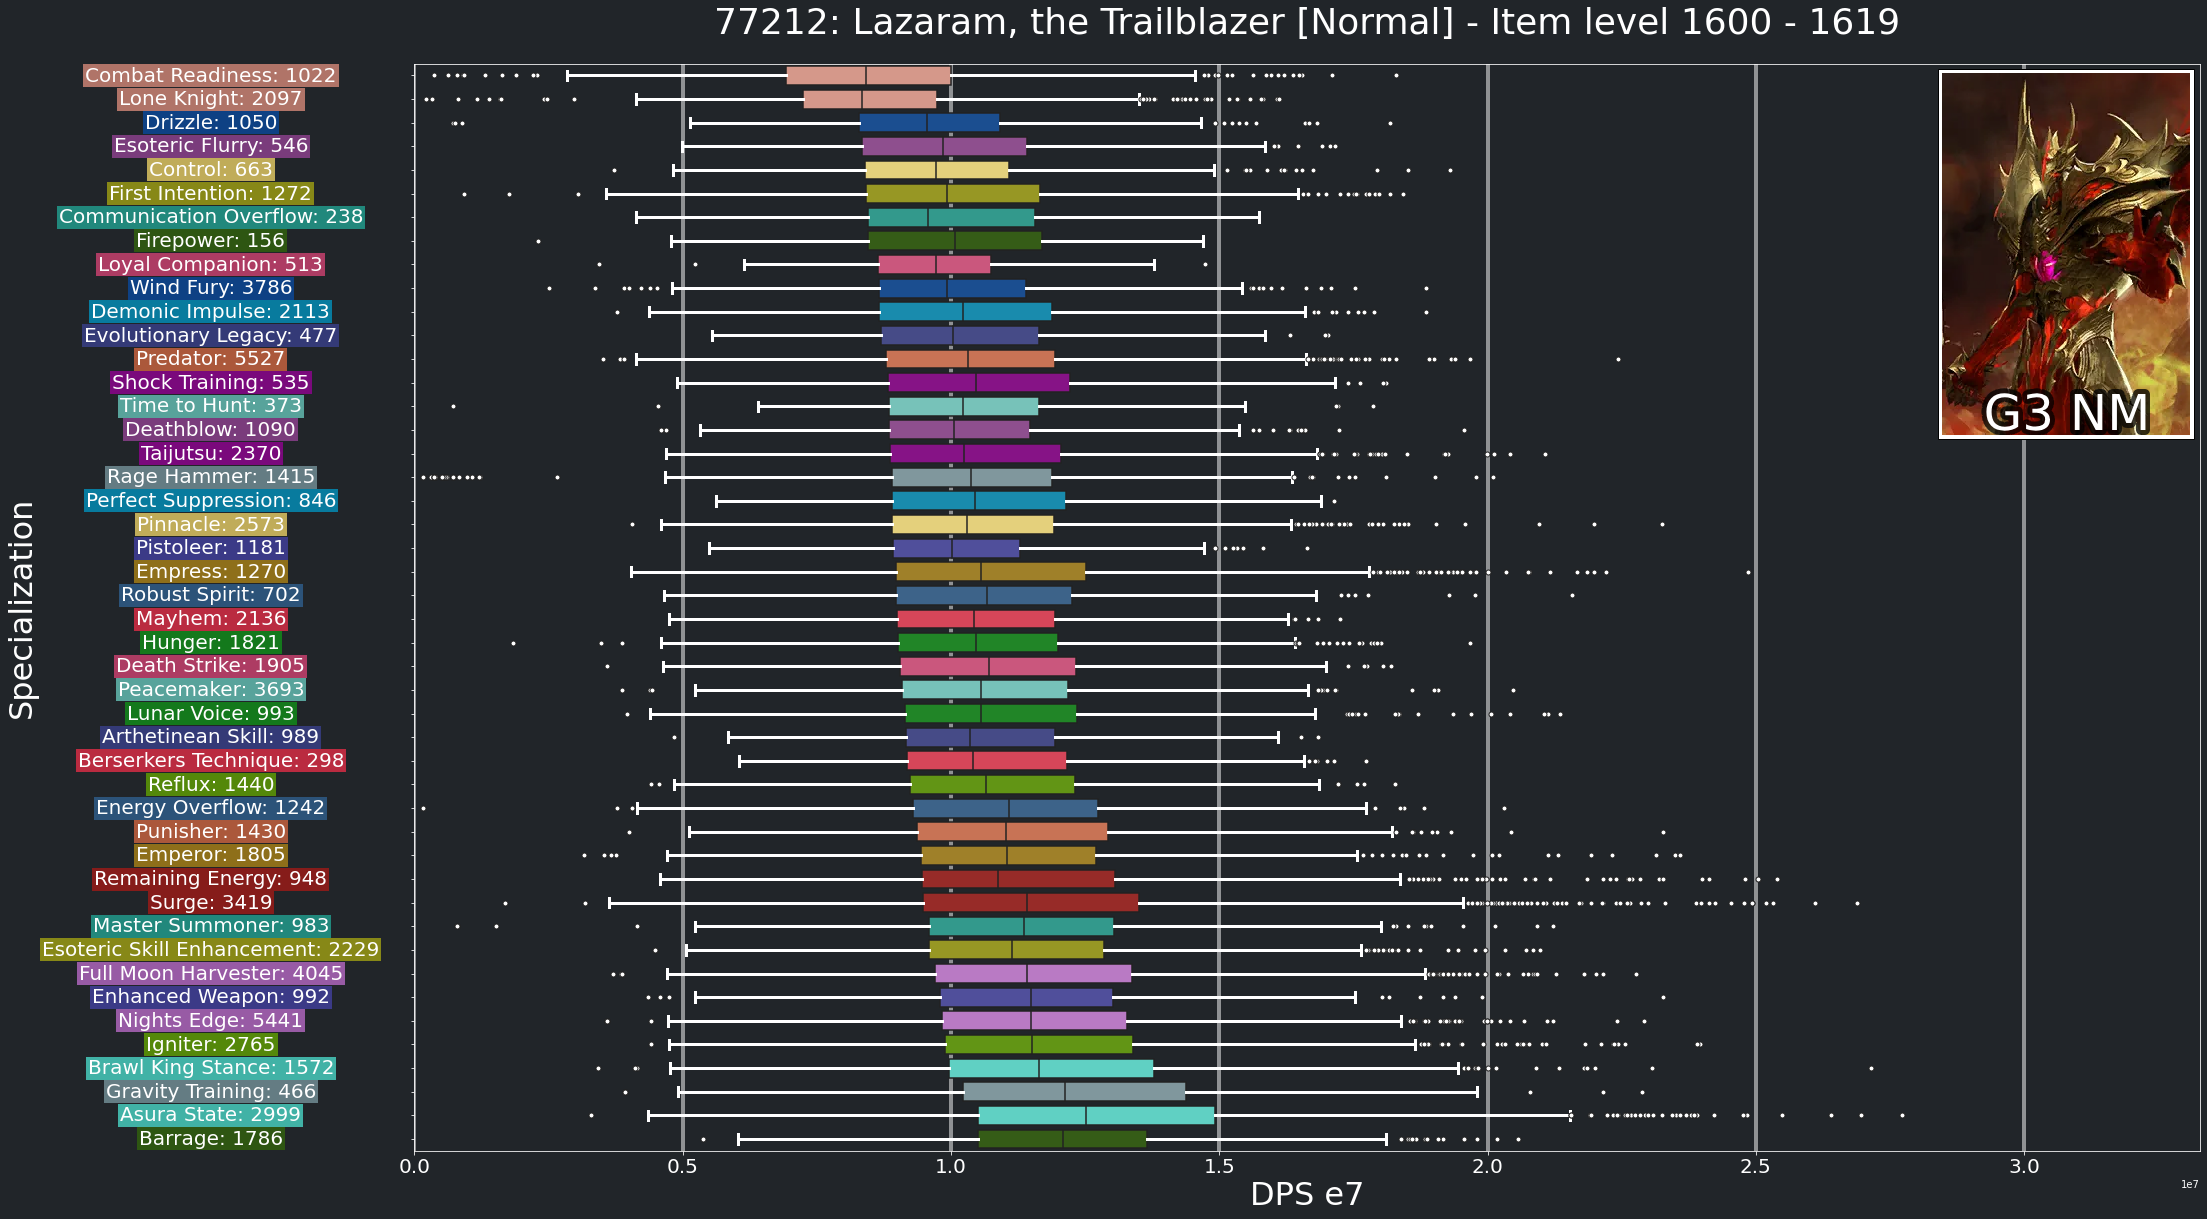 77212: Lazaram, the Trailblazer [Normal] - Item level 1600 - 1619
Combat Readiness: 1022
Lone Knight: 2097
Drizzle: 1050
Esoteric Flurry: 546
Control: 663
First Intention: 1272
Communication Overflow: 238
Firepower: 156
Loyal Companion: 513
Wind Fury: 3786
Demonic Impulse: 2113
Evolutionary Legacy: 477
Predator: 5527
Shock Training: 535
Time to Hunt: 373
Deathblow: 1090
Taijutsu: 2370
Rage Hammer: 1415
Perfect Suppression: 846
Pinnacle: 2573
Pistoleer: 1181
Empress: 1270
Robust Spirit: 702
Mayhem: 2136
Hunger: 1821
Death Strike: 1905
Peacemaker: 3693
Lunar Voice: 993
Arthetinean Skill: 989
Berserkers Technique: 298
Reflux: 1440
Energy Overflow: 1242
Punisher: 1430
Emperor: 1805
Remaining Energy: 948
Surge: 3419
Master Summoner: 983
Esoteric Skill Enhancement: 2229
Full Moon Harvester: 4045
Enhanced Weapon: 992
Nights Edge: 5441
Igniter: 2765
Brawl King Stance: 1572
Gravity Training: 466
Asura State: 2999
Barrage: 1786
Specialization
G3 NM
0.0 0.5 1.0 1.5 2.0 2.5 3.0
1e7
DPS e7